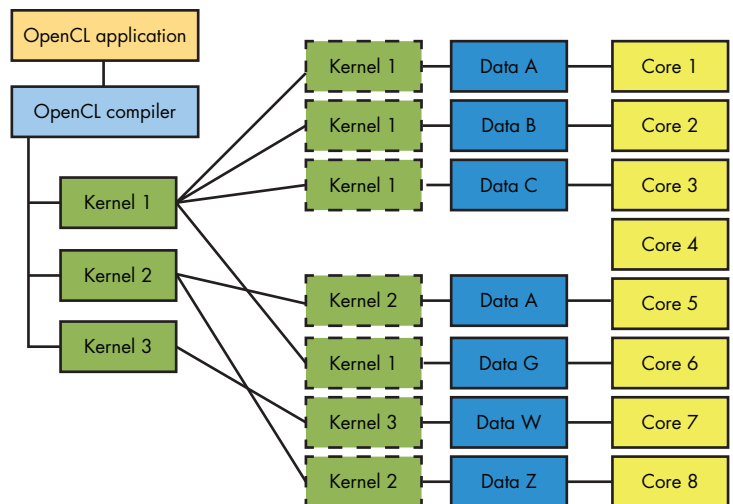 OpenCL application
OpenCL compiler
Kernel 1
Kernel 2
Kernel 3
Kernel 1
Data A
Core 1
Kernel 1
Data B
Core 2
Kernel 1
Data C
Core 3
Core 4
Kernel 2
Data A
Core 5
Kernel 1
Data G
Core 6
Kernel 3
Data W
Core 7
Kernel 2
Data Z
Core 8